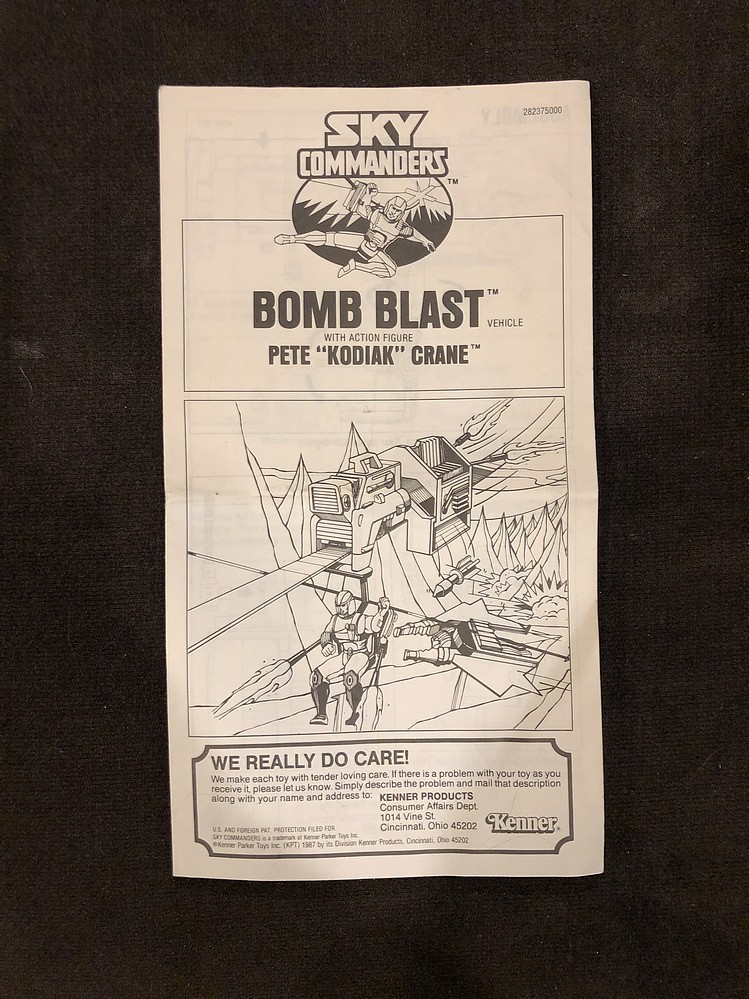 282375000
SKY
COMMANDERS™
BOMB BLAST™
VEHICLE
WITH ACTION FIGURE
PETE “KODIAK” CRANE™
WE REALLY DO CARE!
We make each toy with tender loving care. If there is a problem with your toy as you
receive it, please let us know. Simply describe the problem and mail that description
along with your name and address to: KENNER PRODUCTS
Consumer Affairs Dept.
1014 Vine St.
Cincinnati, Ohio 45202
Kenner®
U.S. AND FOREIGN PAT. PROTECTION FILED FOR.
SKY COMMANDERS is a trademark of Kenner Parker Toys Inc.
©Kenner Parker Toys Inc. (KPT) 1987 by its Division Kenner Products, Cincinnati, Ohio 45202